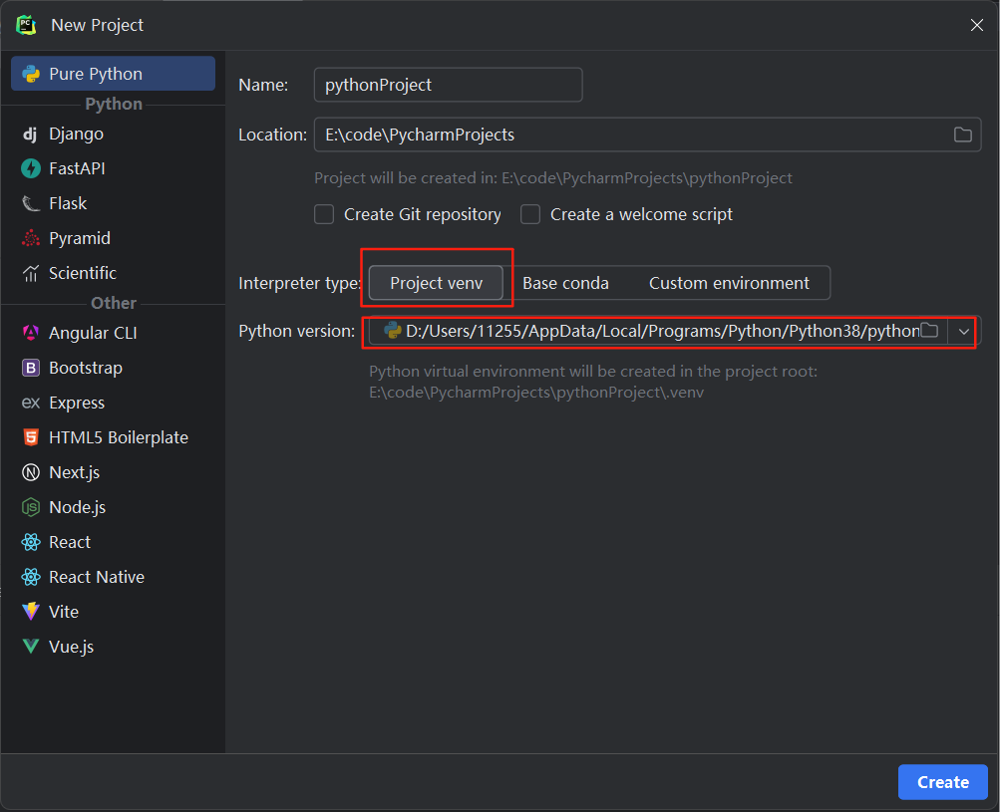 New Project
Pure Python
Python
Django
FastAPI
Flask
Pyramid
Scientific
Other
Angular CLI
Bootstrap
Express
HTML5 Boilerplate
Next.js
Node.js
React
React Native
Vite
Vue.js
Name: pythonProject
Location: E:\code\PycharmProjects
Project will be created in: E:\code\PycharmProjects\pythonProject
Create Git repository Create a welcome script
Interpreter type: Project venv Base conda Custom environment
Python version: D:/Users/11255/AppData/Local/Programs/Python/Python38/python
Python virtual environment will be created in the project root:
E:\code\PycharmProjects\pythonProject\.venv
Create